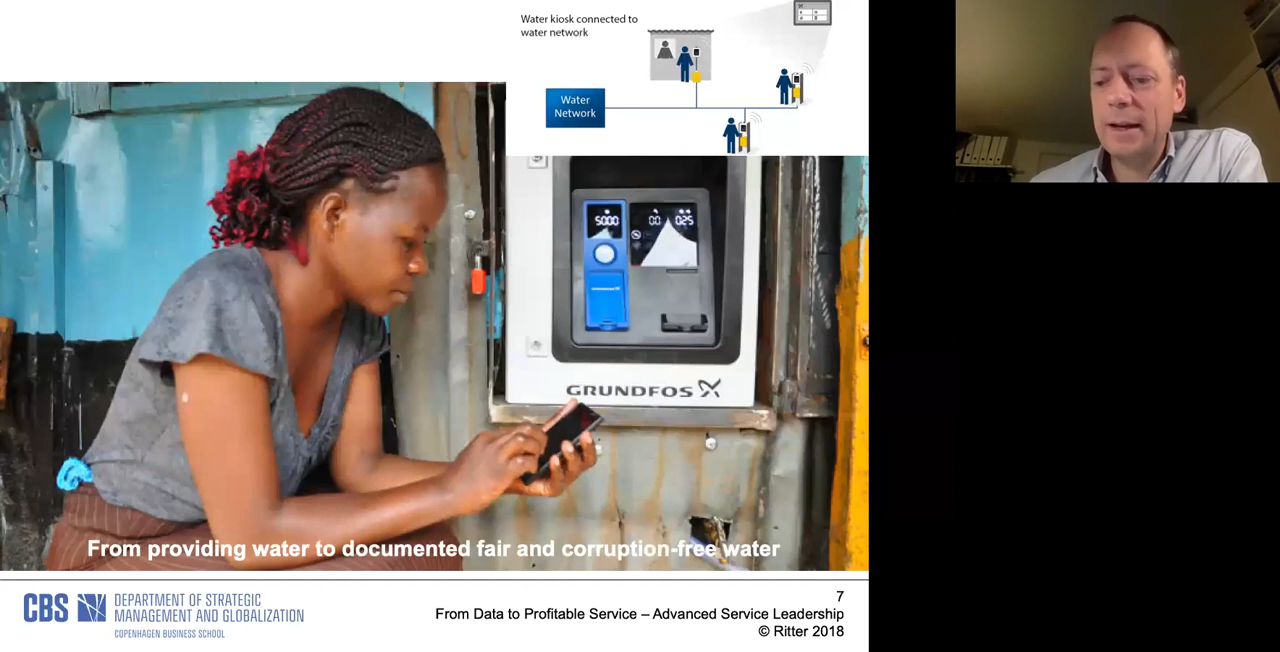 Water kiosk connected to
water network
Water
Network
5000
00 025
GRUNDFOS
From providing water to documented fair and corruption-free water
CBS
DEPARTMENT OF STRATEGIC
MANAGEMENT AND GLOBALIZATION
COPENHAGEN BUSINESS SCHOOL
7
From Data to Profitable Service – Advanced Service Leadership
© Ritter 2018